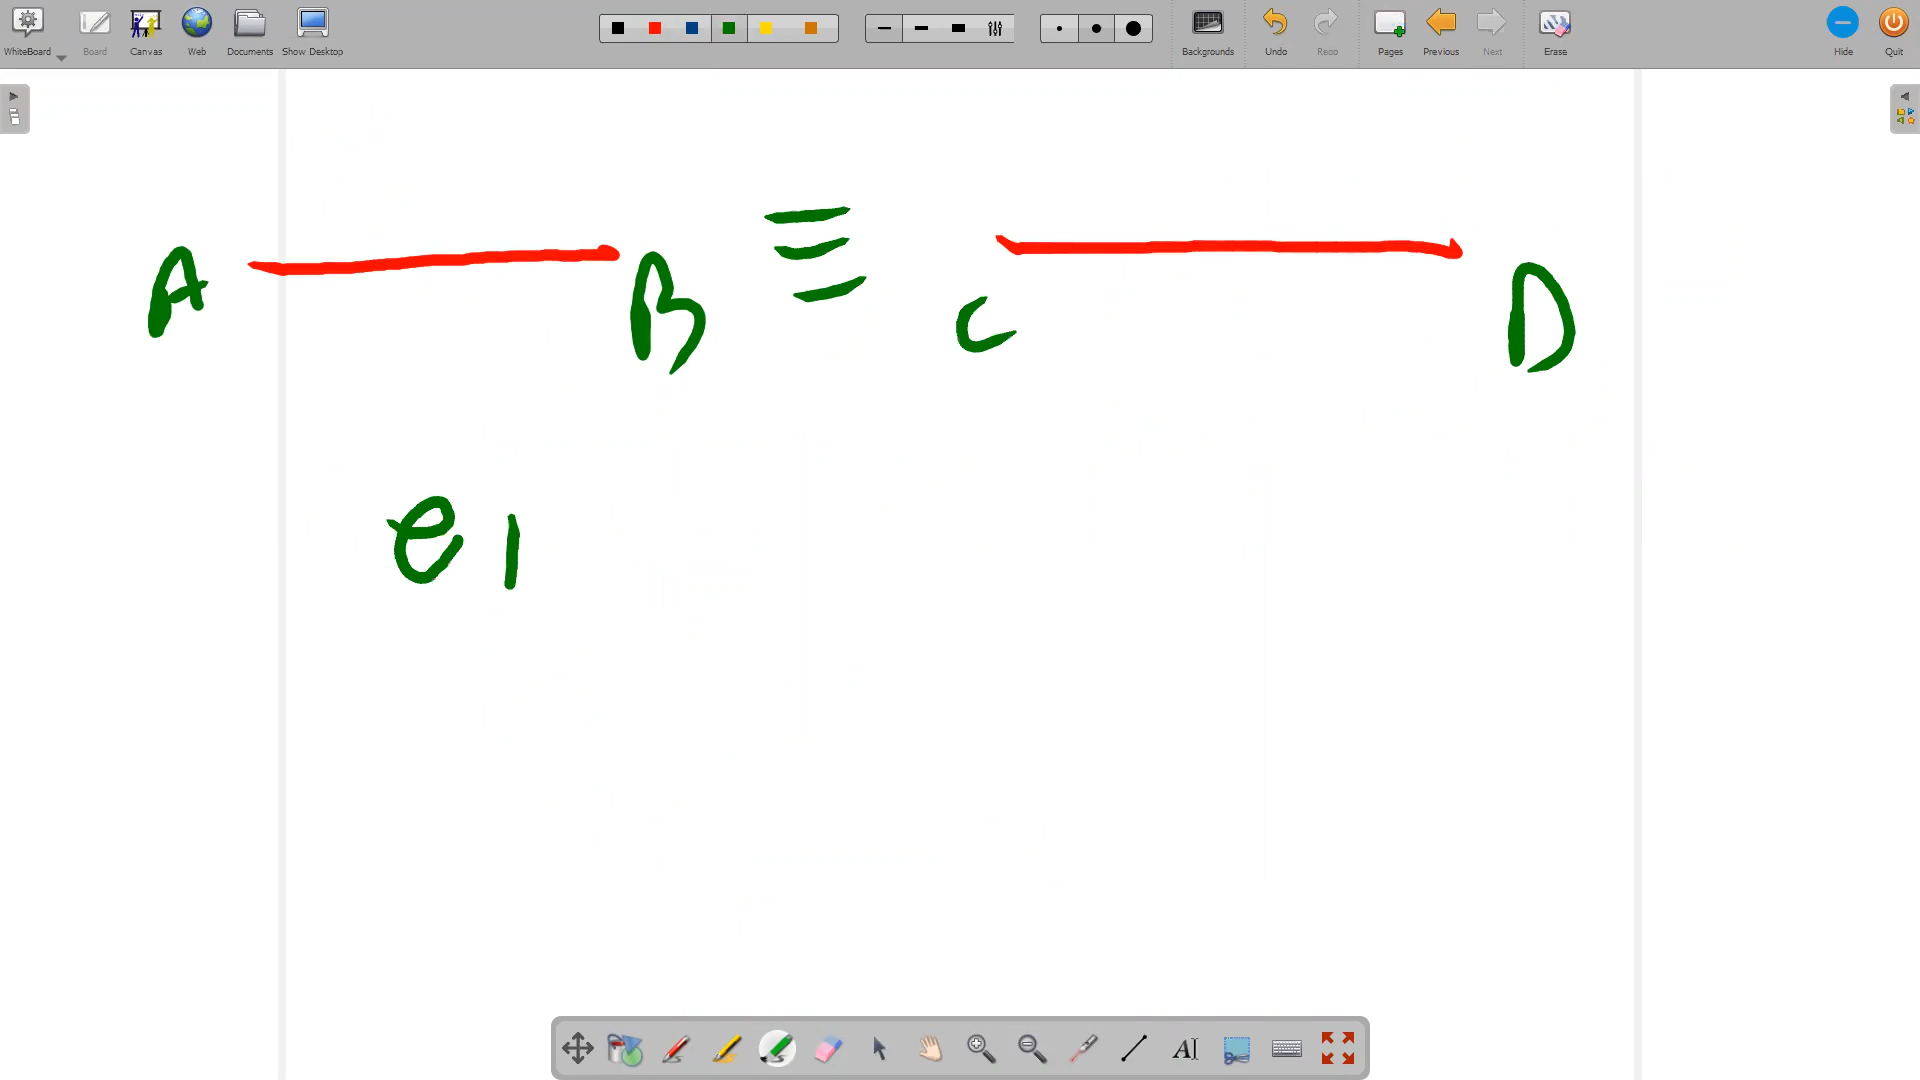 WhiteBoard Board Canvas Web Documents Show Desktop Backgrounds Undo Redo Pages Previous Next Erase Hide Quit
A B ≡ C D
e1